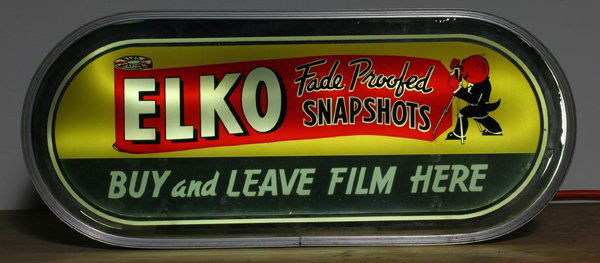 ELKO Fade Proofed
SNAPSHOTS
BUY and LEAVE FILM HERE